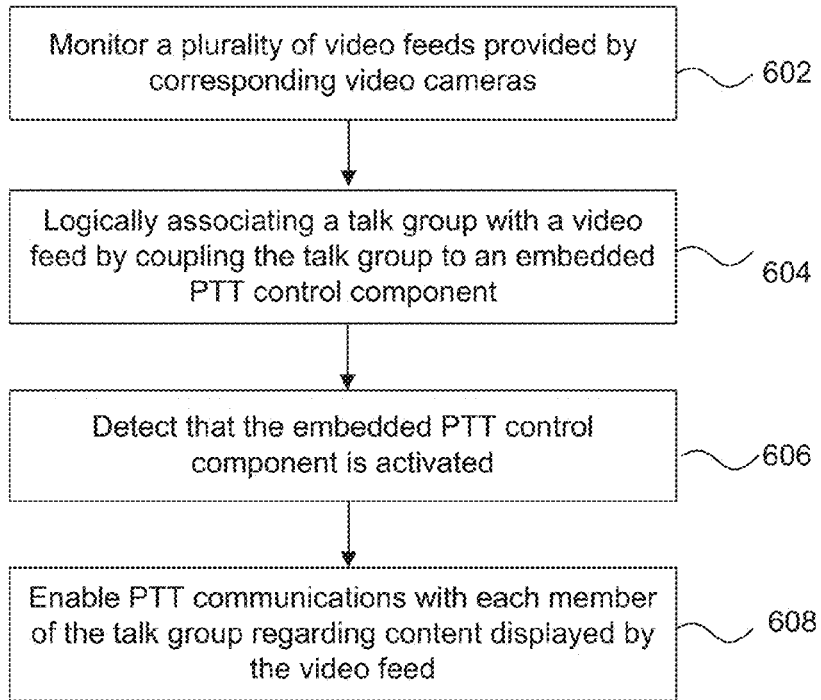 Monitor a plurality of video feeds provided by
corresponding video cameras
602
Logically associating a talk group with a video
feed by coupling the talk group to an embedded
PTT control component
604
Detect that the embedded PTT control
component is activated
606
Enable PTT communications with each member
of the talk group regarding content displayed by
the video feed
608